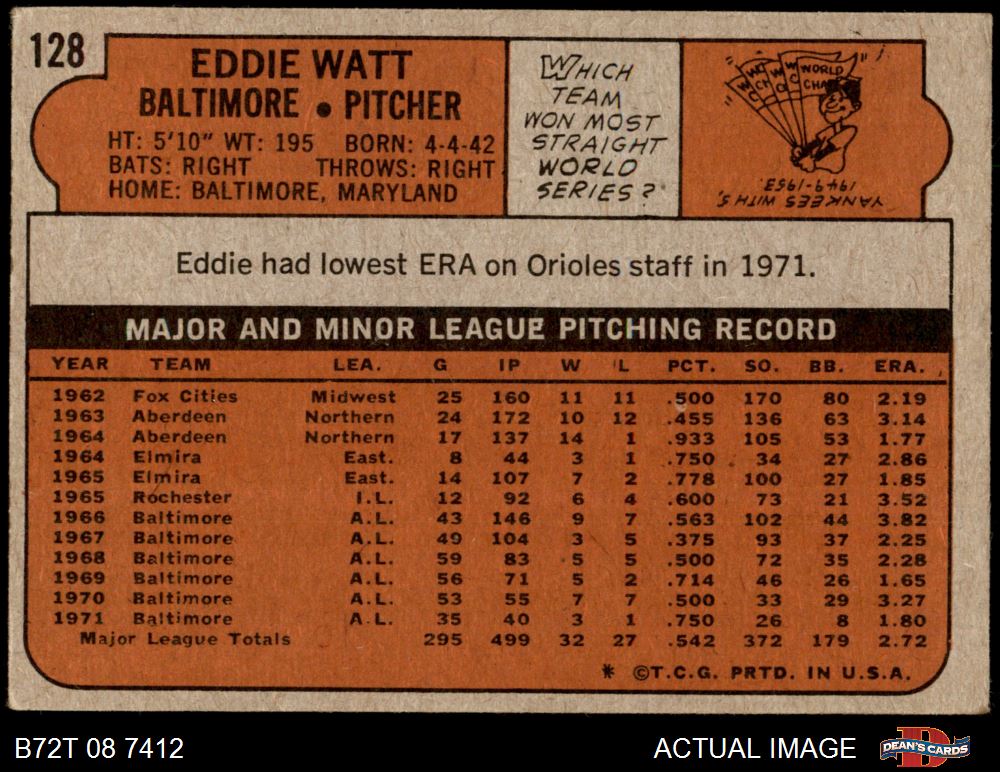 128
EDDIE WATT
BALTIMORE • PITCHER
HT: 5'10" WT: 195 BORN: 4-4-42
BATS: RIGHT THROWS: RIGHT
HOME: BALTIMORE, MARYLAND
WHICH
TEAM
WON MOST
STRAIGHT
WORLD
SERIES?
WORLD
CHA
YANKEES WITH 5,
1949-1953.
Eddie had lowest ERA on Orioles staff in 1971.
MAJOR AND MINOR LEAGUE PITCHING RECORD
YEAR TEAM LEA. G IP W L PCT. SO. BB. ERA.
1962 Fox Cities Midwest 25 160 11 11 .500 170 80 2.19
1963 Aberdeen Northern 24 172 10 12 .455 136 63 3.14
1964 Aberdeen Northern 17 137 14 1 .933 105 53 1.77
1964 Elmira East. 8 44 3 1 .750 34 27 2.86
1965 Elmira East. 14 107 7 2 .778 100 27 1.85
1965 Rochester I.L. 12 92 6 4 .600 73 21 3.52
1966 Baltimore A.L. 43 146 9 7 .563 102 44 3.82
1967 Baltimore A.L. 49 104 3 5 .375 93 37 2.25
1968 Baltimore A.L. 59 83 5 5 .500 72 35 2.28
1969 Baltimore A.L. 56 71 5 2 .714 46 26 1.65
1970 Baltimore A.L. 53 55 7 7 .500 33 29 3.27
1971 Baltimore A.L. 35 40 3 1 .750 26 8 1.80
Major League Totals 295 499 32 27 .542 372 179 2.72
* ©T.C.G. PRTD. IN U.S.A.
B72T 08 7412
ACTUAL IMAGE
DEAN'S CARDS